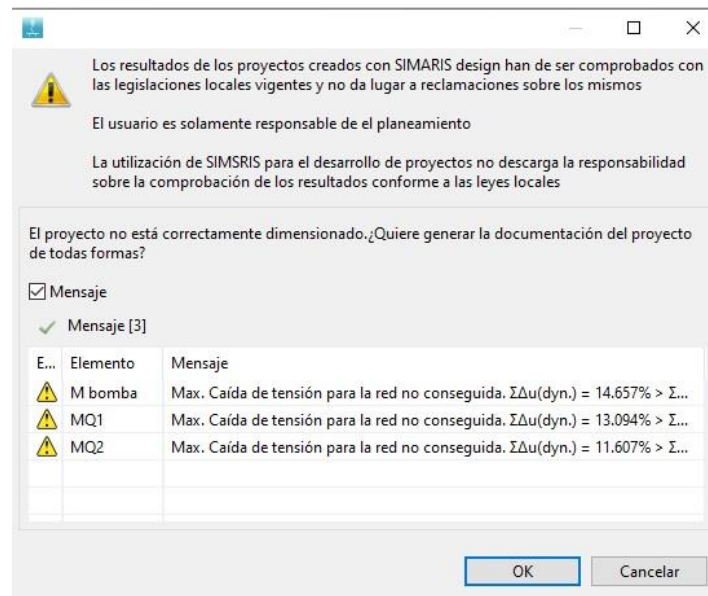 Los resultados de los proyectos creados con SIMARIS design han de ser comprobados con
las legislaciones locales vigentes y no da lugar a reclamaciones sobre los mismos
El usuario es solamente responsable de el planeamiento
La utilización de SIMSRIS para el desarrollo de proyectos no descarga la responsabilidad
sobre la comprobación de los resultados conforme a las leyes locales
El proyecto no está correctamente dimensionado.¿Quiere generar la documentación del proyecto
de todas formas?
Mensaje
Mensaje [3]
E... Elemento Mensaje
M bomba Max. Caída de tensión para la red no conseguida. ΣΔu(dyn.) = 14.657% > Σ...
MQ1 Max. Caída de tensión para la red no conseguida. ΣΔu(dyn.) = 13.094% > Σ...
MQ2 Max. Caída de tensión para la red no conseguida. ΣΔu(dyn.) = 11.607% > Σ...
OK Cancelar